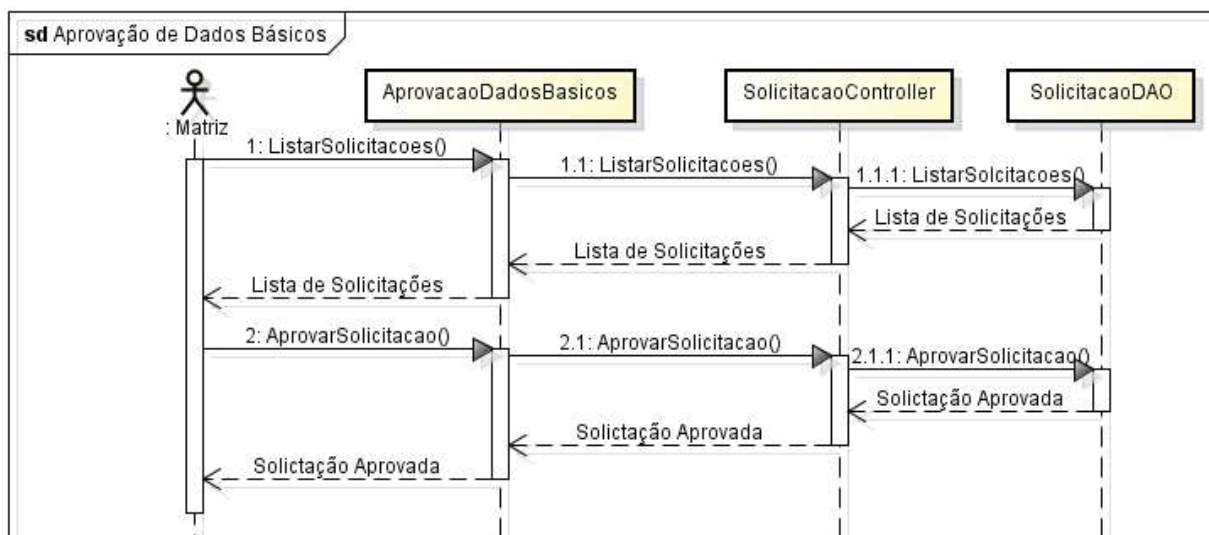 sd Aprovação de Dados Básicos
: Matriz
AprovacaoDadosBasicos
SolicitacaoController
SolicitacaoDAO
1: ListarSolicitacoes()
1.1: ListarSolicitacoes()
1.1.1: ListarSolcitacoes()
Lista de Solicitações
Lista de Solicitações
Lista de Solicitações
2: AprovarSolicitacao()
2.1: AprovarSolicitacao()
2.1.1: AprovarSolicitacao()
Solictação Aprovada
Solictação Aprovada
Solictação Aprovada